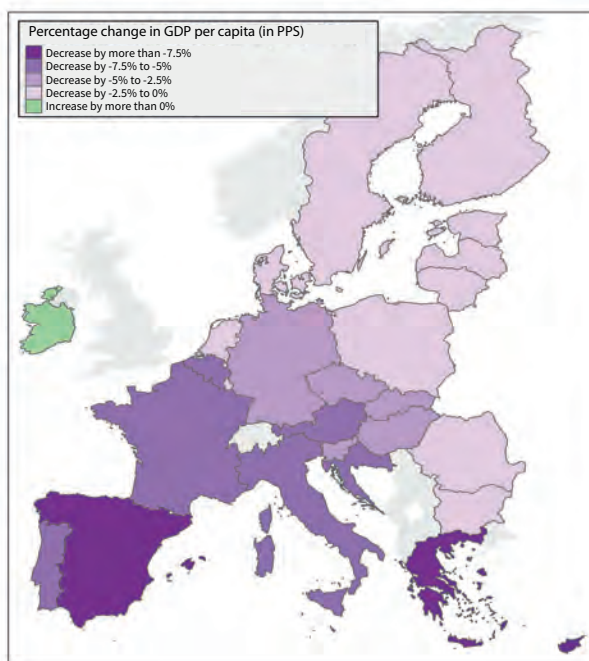 Percentage change in GDP per capita (in PPS)
Decrease by more than -7.5%
Decrease by -7.5% to -5%
Decrease by -5% to -2.5%
Decrease by -2.5% to 0%
Increase by more than 0%